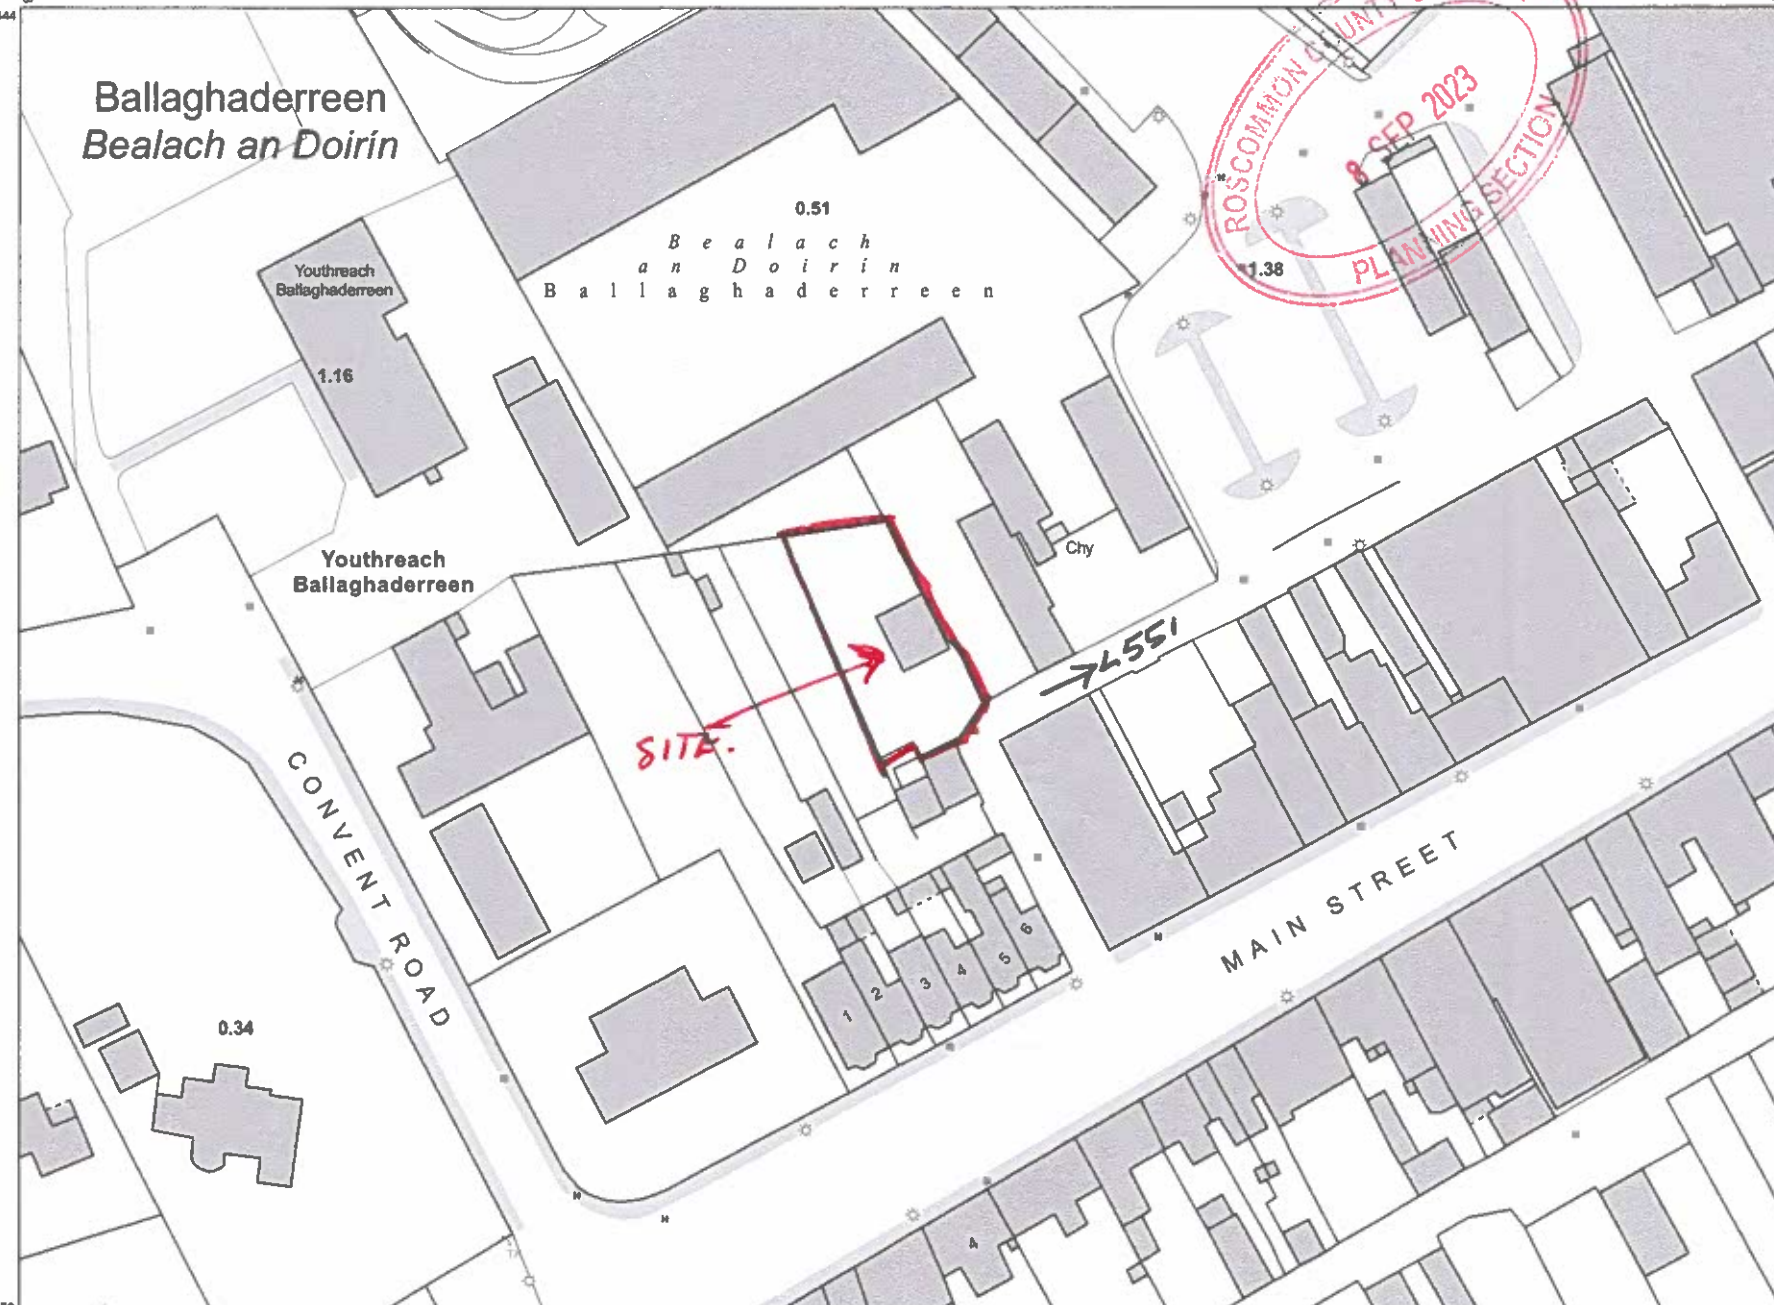 Ballaghaderreen
Bealach an Doirín
ROSCOMMON COUNTY
8 SEP 2023
PLANNING SECTION
0.51
Bealach
an Doirín
Ballaghaderreen
Youthreach
Ballaghaderreen
1.16
1.38
Youthreach
Ballaghaderreen
Chy
L5551
SITE.
CONVENT ROAD
MAIN STREET
1
2
3
4
5
6
0.34
4